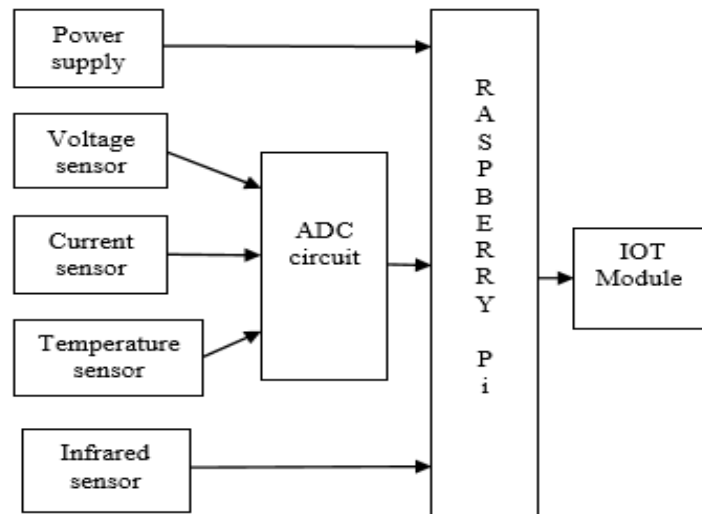 Power
supply
Voltage
sensor
Current
sensor
Temperature
sensor
Infrared
sensor
ADC
circuit
R
A
S
P
B
E
R
R
Y
P
i
IOT
Module